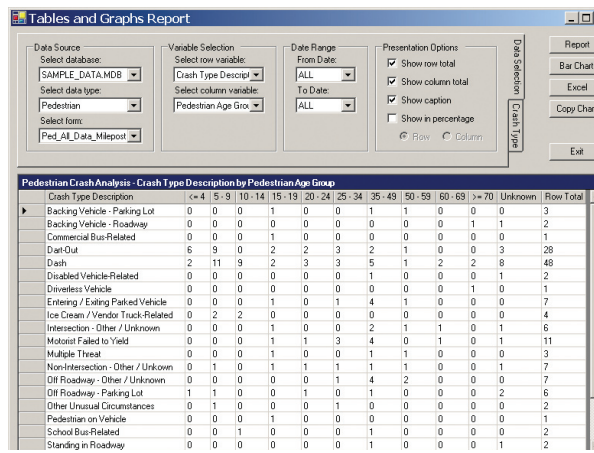 Tables and Graphs Report
Data Source
Select database:
SAMPLE_DATA.MDB
Select data type:
Pedestrian
Select form:
Ped_All_Data_Milepost
Variable Selection
Select row variable:
Crash Type Descript
Select column variable:
Pedestrian Age Grou
Date Range
From Date:
ALL
To Date:
ALL
Presentation Options
Show row total
Show column total
Show caption
Show in percentage
Row Column
Data Selection
Crash Type
Report
Bar Chart
Excel
Copy Char
Exit
Pedestrian Crash Analysis - Crash Type Description by Pedestrian Age Group
Crash Type Description <= 4 5 - 9 10 - 14 15 - 19 20 - 24 25 - 34 35 - 49 50 - 59 60 - 69 >= 70 Unknown Row Total
Backing Vehicle - Parking Lot 0 0 0 1 0 0 1 1 0 0 0 3
Backing Vehicle - Roadway 0 0 0 0 0 0 0 0 0 1 1 2
Commercial Bus-Related 0 0 0 1 0 0 0 0 0 0 0 1
Dart-Out 6 9 0 2 2 3 2 1 0 0 3 28
Dash 2 11 9 2 3 3 5 1 2 2 8 48
Disabled Vehicle-Related 0 0 0 0 0 0 1 0 0 0 1 2
Driverless Vehicle 0 0 0 0 0 0 0 0 0 1 0 1
Entering / Exiting Parked Vehicle 0 0 0 1 0 1 4 1 0 0 0 7
Ice Cream / Vendor Truck-Related 0 2 2 0 0 0 0 0 0 0 0 4
Intersection - Other / Unknown 0 0 0 1 0 0 2 1 1 0 1 6
Motorist Failed to Yield 0 0 0 1 1 3 4 0 1 0 1 11
Multiple Threat 0 0 0 1 0 0 1 1 0 0 0 3
Non-Intersection - Other / Unkown 0 1 0 1 1 1 1 1 0 0 1 7
Off Roadway - Other / Unknown 0 0 0 0 0 1 4 2 0 0 0 7
Off Roadway - Parking Lot 1 1 0 0 1 0 1 0 0 0 2 6
Other Unusual Circumstances 0 1 0 0 0 1 0 0 0 0 0 2
Pedestrian on Vehicle 0 0 0 1 0 0 0 0 0 0 0 1
School Bus-Related 0 0 1 0 0 0 1 0 0 0 0 2
Standing in Roadway 0 0 0 0 0 0 1 0 0 0 1 2